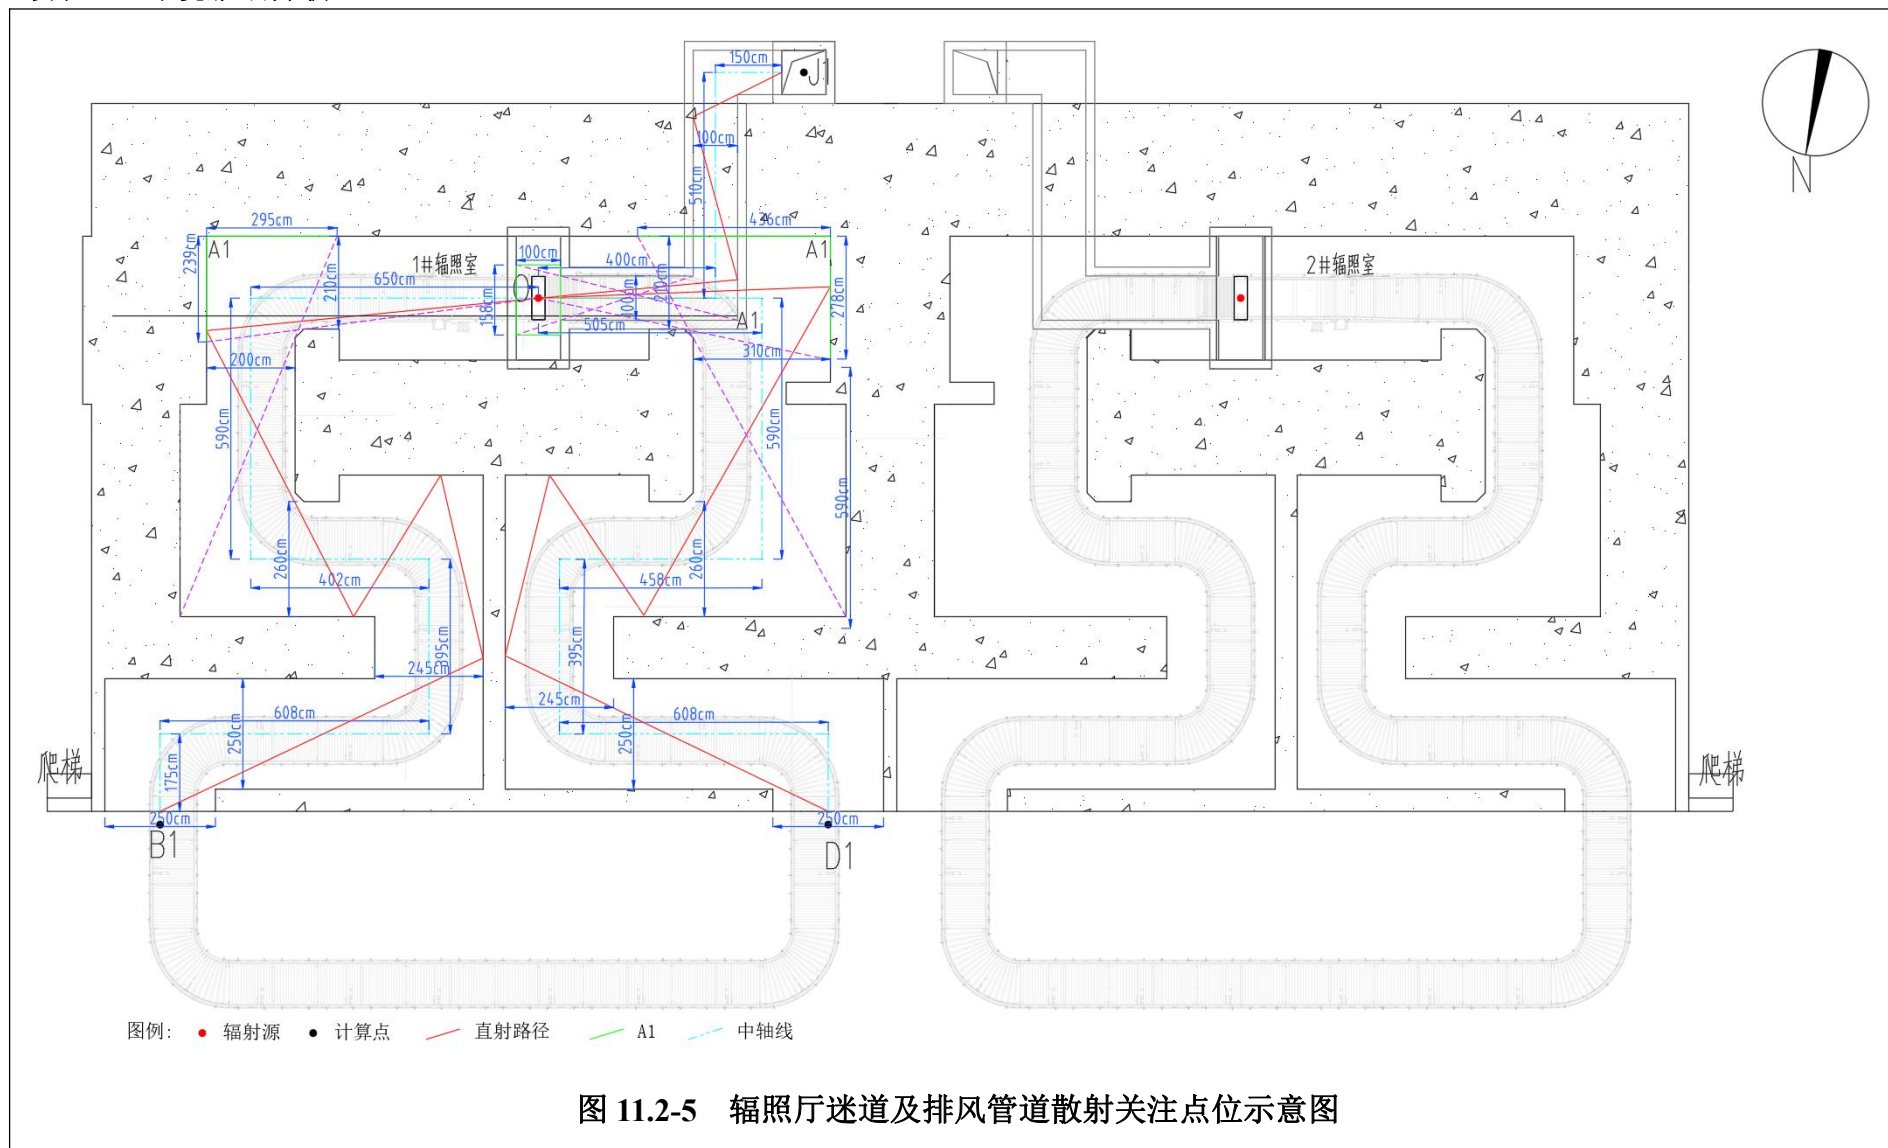 150cm
J1
100cm
510cm
N
295cm
436cm
A1
A1
239cm
1#辐照室
100cm
400cm
2#辐照室
650cm
210cm
158cm
100cm
210cm
278cm
505cm
A1
200cm
310cm
590cm
590cm
590cm
260cm
260cm
402cm
458cm
395cm
395cm
245cm
245cm
608cm
608cm
250cm
250cm
175cm
爬梯
爬梯
250cm
250cm
B1
D1
图例:
辐射源
计算点
直射路径
A1
中轴线
图 11.2-5 辐照厅迷道及排风管道散射关注点位示意图